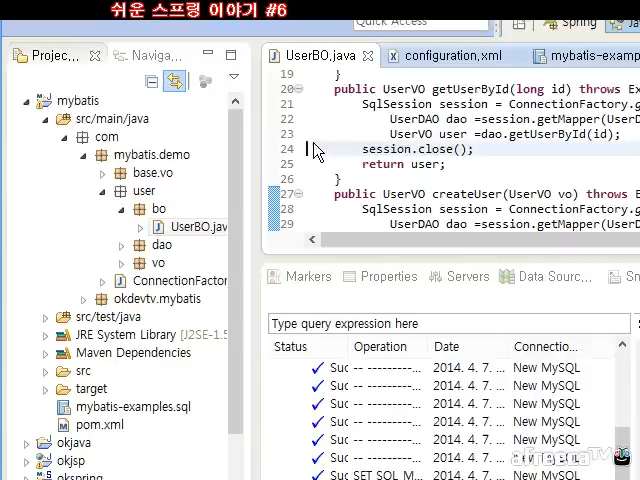 쉬운 스프링 이야기 #6
Quick Access
Spring
Projec...
Naviga...
mybatis
src/main/java
com
mybatis.demo
base.vo
user
bo
UserBO.jav
dao
vo
ConnectionFactor
okdevtv.mybatis
src/test/java
JRE System Library [J2SE-1.5
Maven Dependencies
src
target
mybatis-examples.sql
pom.xml
okjava
okjsp
okspring
UserBO.java
configuration.xml
mybatis-examp
19 }
20 public UserVO getUserById(long id) throws Ex
21 SqlSession session = ConnectionFactory.g
22 UserDAO dao =session.getMapper(UserD
23 UserVO user =dao.getUserById(id);
24 session.close();
25 return user;
26 }
27 public UserVO createUser(UserVO vo) throws E
28 SqlSession session = ConnectionFactory.g
29 UserDAO dao =session.getMapper(UserD
Markers
Properties
Servers
Data Sourc...
Sn
Type query expression here
Status Operation Date Connectio...
Suc -- ---------... 2014. 4. 7. ... New MySQL
Suc -- ---------... 2014. 4. 7. ... New MySQL
Suc -- ---------... 2014. 4. 7. ... New MySQL
Suc -- ---------... 2014. 4. 7. ... New MySQL
Suc -- ---------... 2014. 4. 7. ... New MySQL
Suc -- ---------... 2014. 4. 7. ... New MySQL
Suc SET SQL_M... 2014. 4. 7. ... New MySQL
afreecaTV